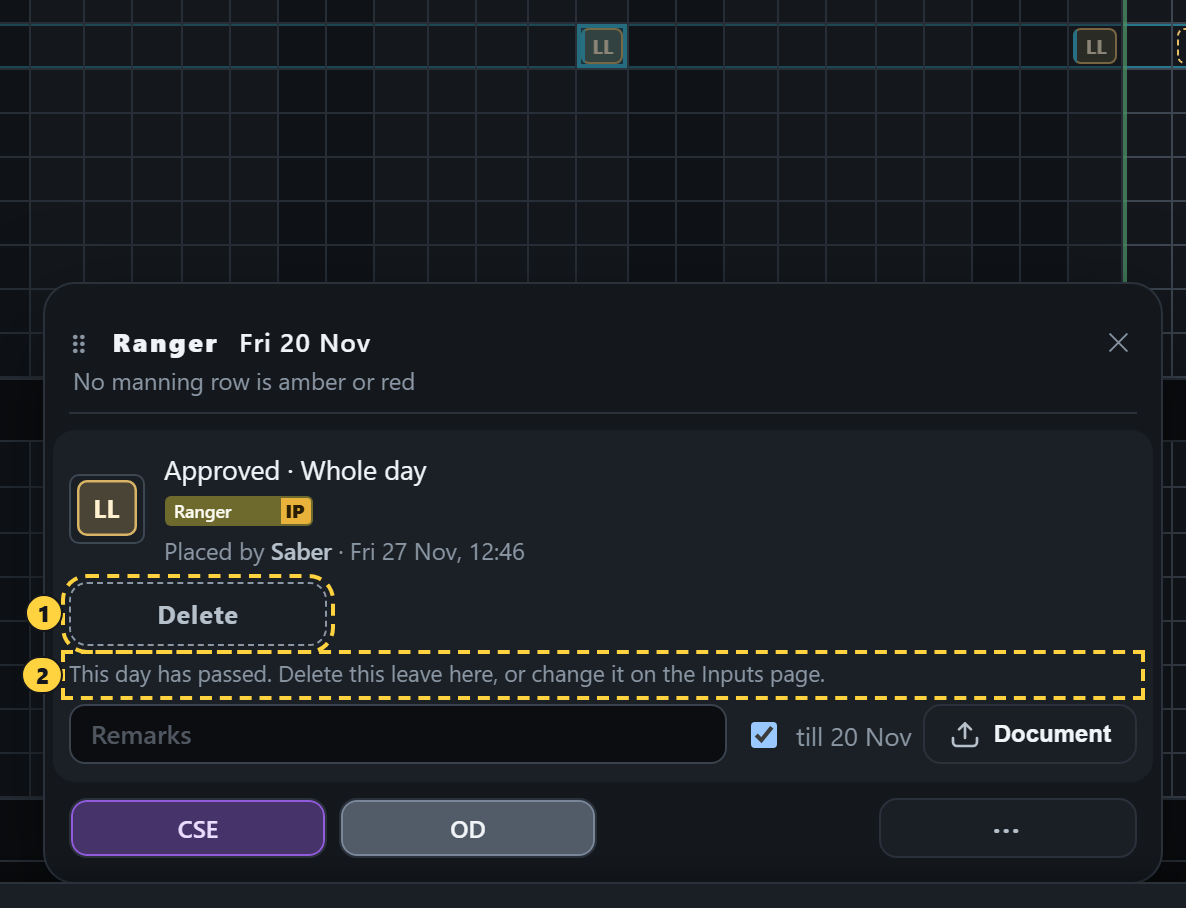 LL LL
Ranger Fri 20 Nov
No manning row is amber or red
Approved · Whole day
LL
Ranger IP
Placed by Saber · Fri 27 Nov, 12:46
1 Delete
2 This day has passed. Delete this leave here, or change it on the Inputs page.
Remarks till 20 Nov Document
CSE OD ...